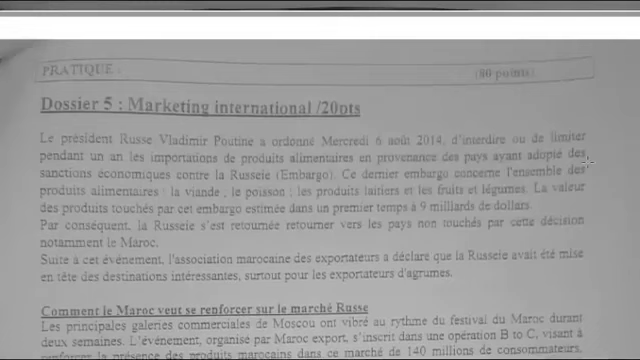 PRATIQUE : (80 points)
Dossier 5 : Marketing international /20pts
Le président Russe Vladimir Poutine a ordonné Mercredi 6 août 2014, d'interdire ou de limiter
pendant un an les importations de produits alimentaires en provenance des pays ayant adopté des
sanctions économiques contre la Russeie (Embargo). Ce dernier embargo concerne l'ensemble des
produits alimentaires : la viande , le poisson ; les produits laitiers et les fruits et légumes. La valeur
des produits touchés par cet embargo estimée dans un premier temps à 9 milliards de dollars.
Par conséquent, la Russeie s'est retournée retourner vers les pays non touchés par cette décision
notamment le Maroc.
Suite à cet événement, l'association marocaine des exportateurs a déclare que la Russeie avait été mise
en tête des destinations intéressantes, surtout pour les exportateurs d'agrumes.
Comment le Maroc veut se renforcer sur le marché Russe
Les principales galeries commerciales de Moscou ont vibré au rythme du festival du Maroc durant
deux semaines. L'événement, organisé par Maroc export, s'inscrit dans une opération B to C, visant à
renforcer la présence des produits marocains dans ce marché de 140 millions de consommateurs.